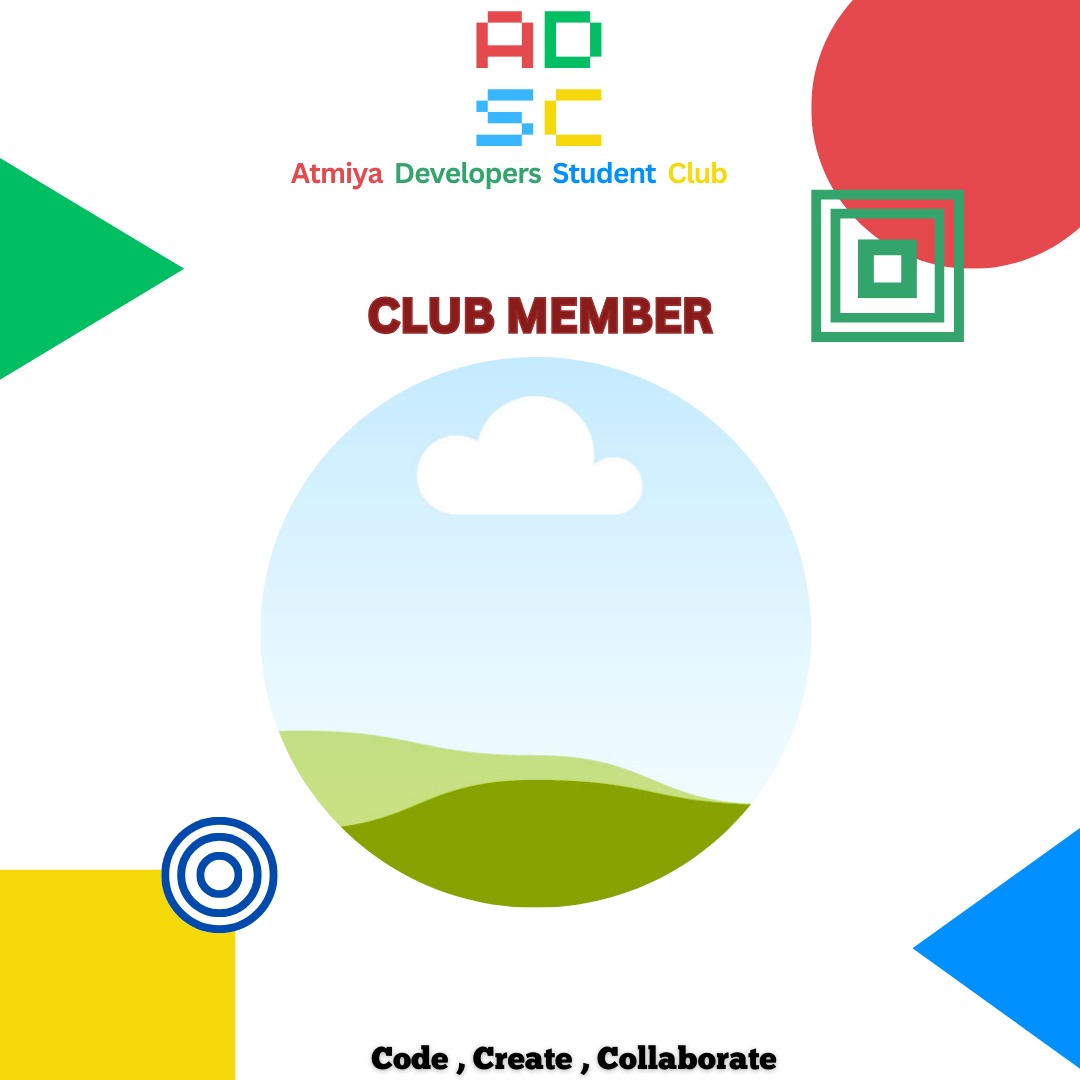 AD
SC
Atmiya Developers Student Club
CLUB MEMBER
Code , Create , Collaborate